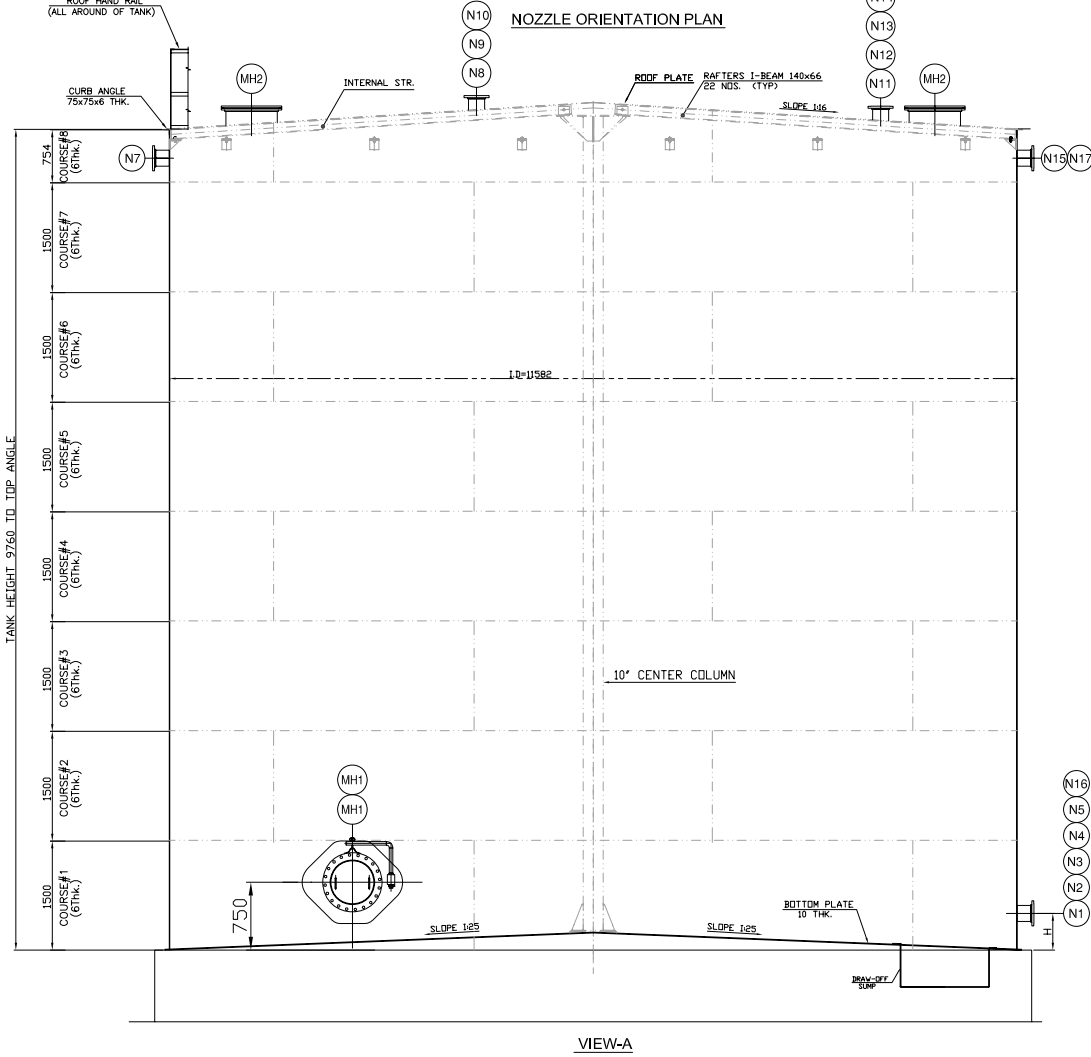 ROOF HAND RAIL
(ALL AROUND OF TANK)
N10
N9
N8
NOZZLE ORIENTATION PLAN
N13
N12
N11
MH2
MH2
CURB ANGLE
75x75x6 THK.
INTERNAL STR.
ROOF PLATE
RAFTERS I-BEAM 140x66
22 NOS. (TYP)
SLOPE 1:16
N7
N15
N17
754
COURSE#8
(6Thk.)
1500
COURSE#7
(6Thk.)
1500
COURSE#6
(6Thk.)
I.D=11582
1500
COURSE#5
(6Thk.)
TANK HEIGHT 9760 TO TOP ANGLE
1500
COURSE#4
(6Thk.)
1500
COURSE#3
(6Thk.)
10" CENTER COLUMN
1500
COURSE#2
(6Thk.)
MH1
MH1
N16
N5
N4
N3
N2
N1
1500
COURSE#1
(6Thk.)
750
SLOPE 1:25
SLOPE 1:25
BOTTOM PLATE
10 THK.
H
DRAW-OFF
SUMP
VIEW-A